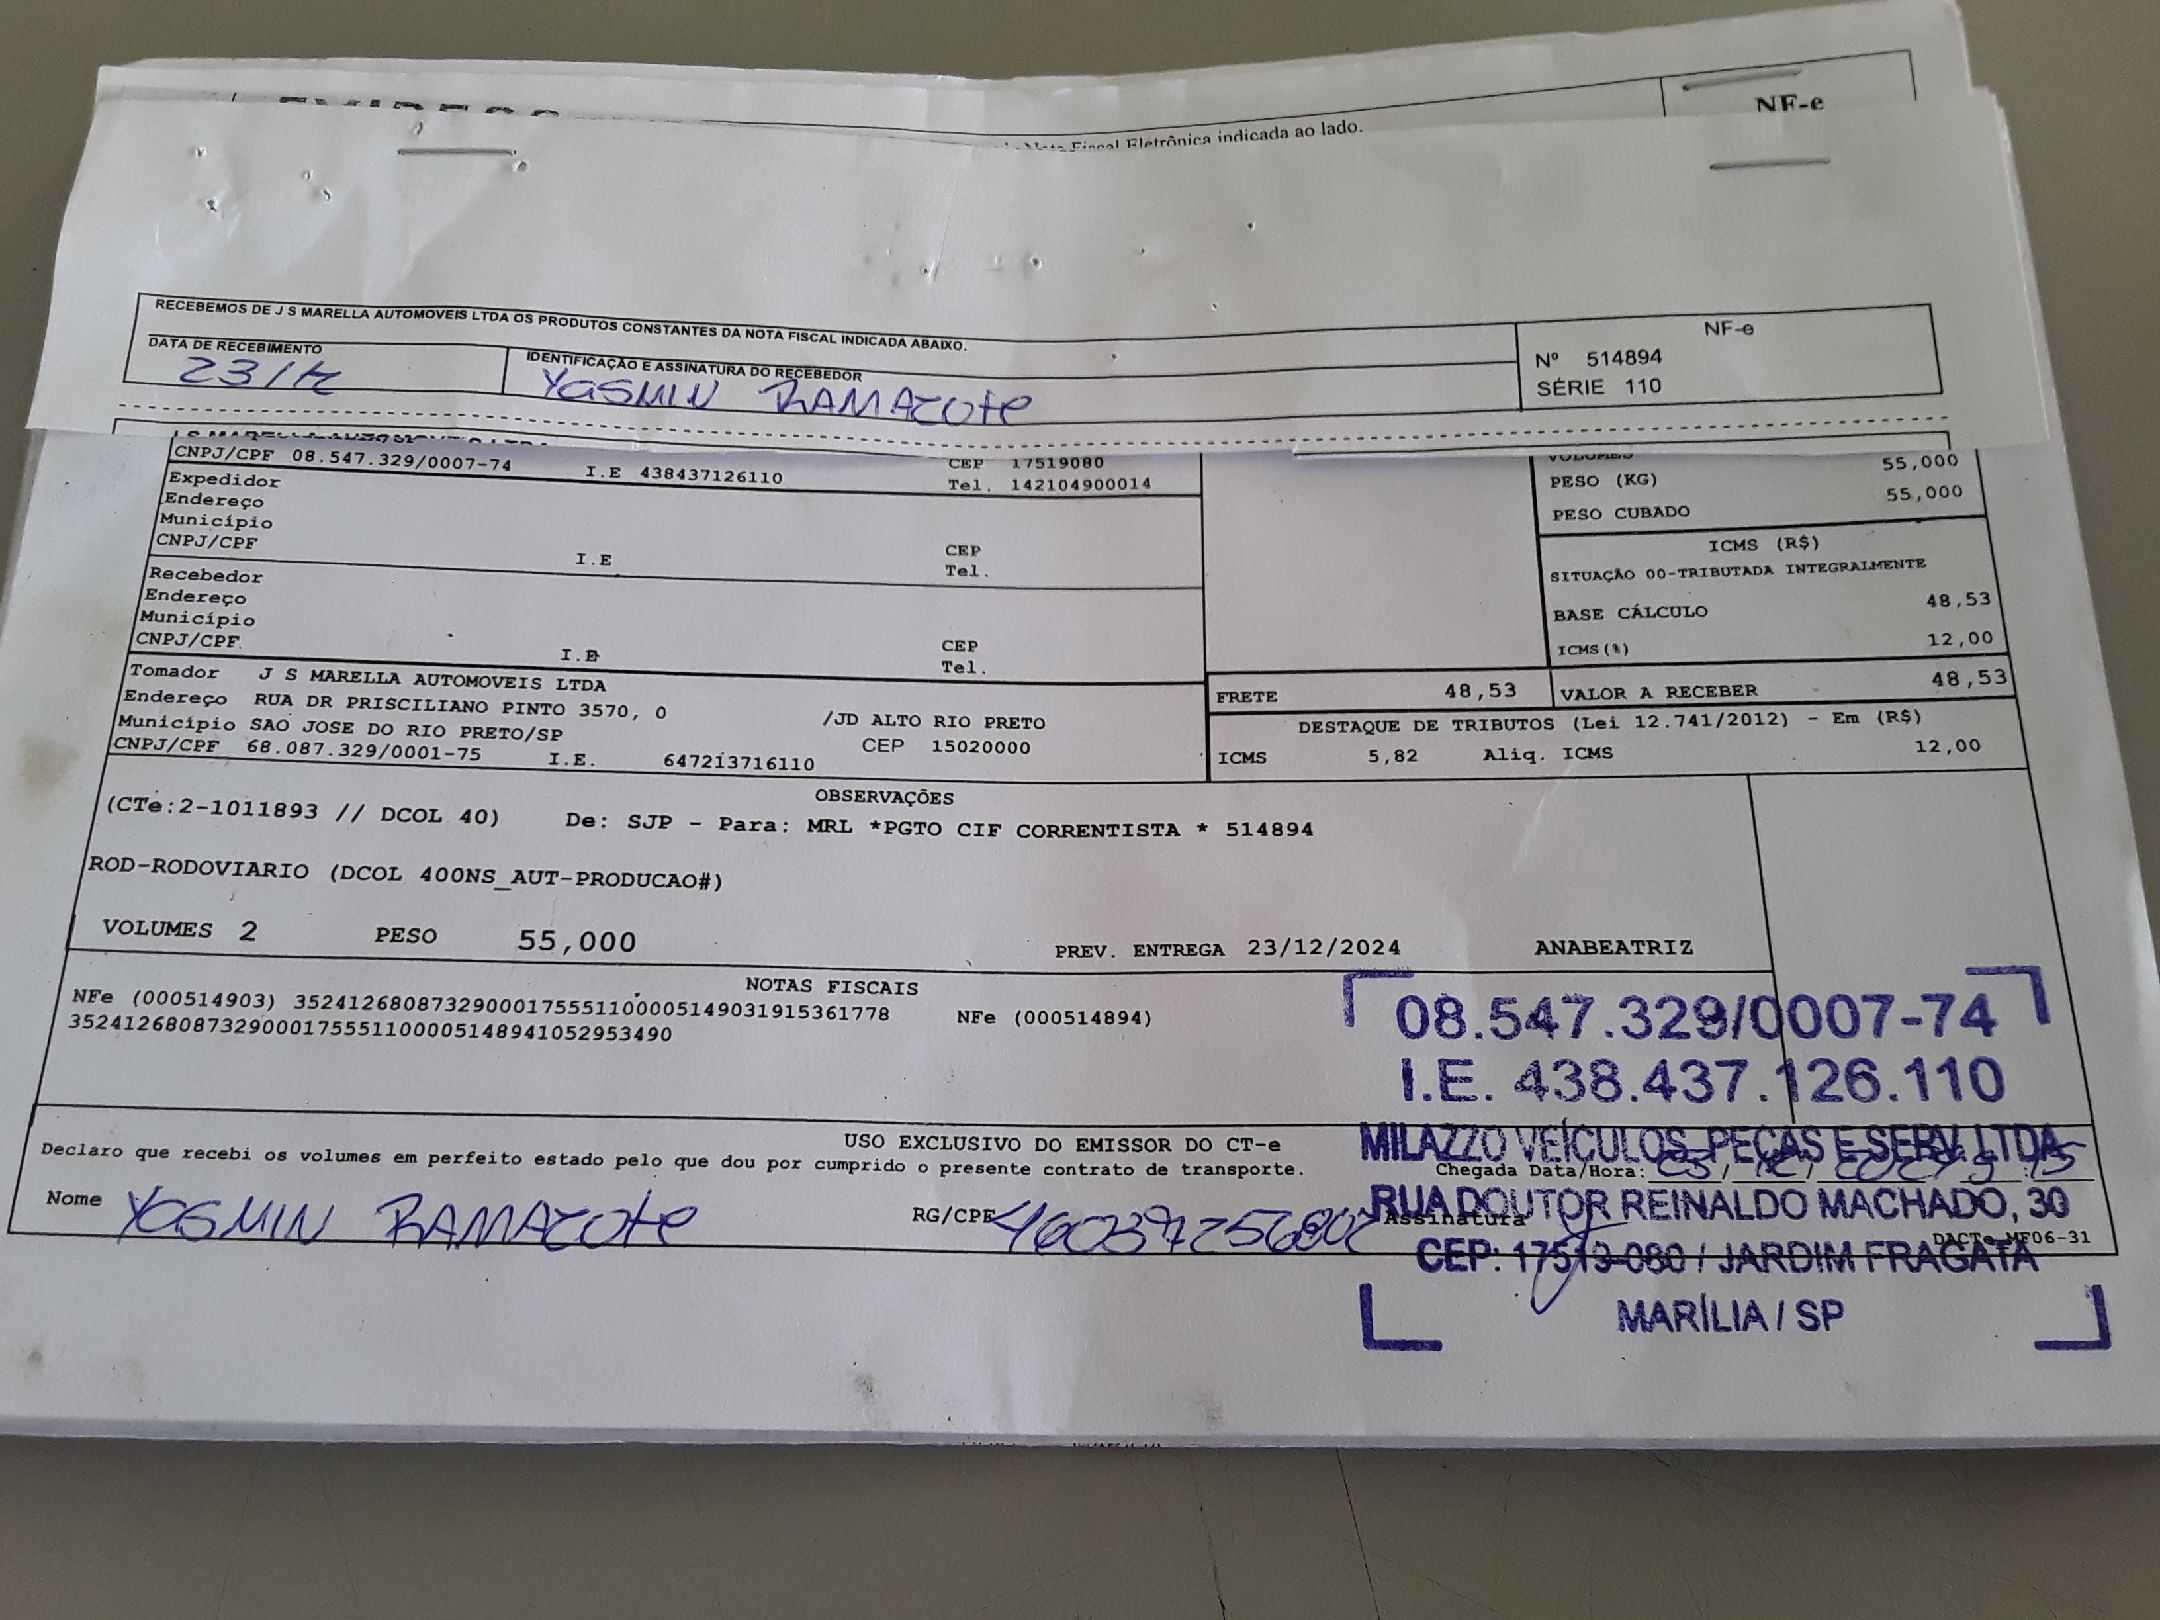 NF-e
Nota Fiscal Eletrônica indicada ao lado.
RECEBEMOS DE J S MARELLA AUTOMOVEIS LTDA OS PRODUTOS CONSTANTES DA NOTA FISCAL INDICADA ABAIXO.
DATA DE RECEBIMENTO
23/12
IDENTIFICAÇÃO E ASSINATURA DO RECEBEDOR
YASMIN RAMAZOTE
NF-e
Nº 514894
SÉRIE 110
J S MARELLA AUTOMOVEIS LTDA
CNPJ/CPF 08.547.329/0007-74 I.E 438437126110 CEP 17519080
Tel. 142104900014
Expedidor
Endereço
Município
CNPJ/CPF I.E CEP
Tel.
Recebedor
Endereço
Município
CNPJ/CPF I.E CEP
Tel.
Tomador J S MARELLA AUTOMOVEIS LTDA
Endereço RUA DR PRISCILIANO PINTO 3570, 0 /JD ALTO RIO PRETO
Município SAO JOSE DO RIO PRETO/SP CEP 15020000
CNPJ/CPF 68.087.329/0001-75 I.E. 647213716110
VOLUMES
PESO (KG) 55,000
PESO CUBADO 55,000
ICMS (R$)
SITUAÇÃO 00-TRIBUTADA INTEGRALMENTE
BASE CÁLCULO 48,53
ICMS(%) 12,00
FRETE 48,53 VALOR A RECEBER 48,53
DESTAQUE DE TRIBUTOS (Lei 12.741/2012) - Em (R$)
ICMS 5,82 Aliq. ICMS 12,00
OBSERVAÇÕES
(CTe:2-1011893 // DCOL 40) De: SJP - Para: MRL *PGTO CIF CORRENTISTA * 514894
ROD-RODOVIARIO (DCOL 400NS_AUT-PRODUCAO#)
VOLUMES 2 PESO 55,000 PREV. ENTREGA 23/12/2024 ANABEATRIZ
NOTAS FISCAIS
NFe (000514903) 35241268087329000175551100005149031915361778 NFe (000514894)
35241268087329000175551100005148941052953490
08.547.329/0007-74
I.E. 438.437.126.110
MILAZZO VEÍCULOS, PEÇAS E SERV. LTDA
RUA DOUTOR REINALDO MACHADO, 30
CEP: 17519-080 / JARDIM FRAGATA
MARÍLIA / SP
USO EXCLUSIVO DO EMISSOR DO CT-e
Declaro que recebi os volumes em perfeito estado pelo que dou por cumprido o presente contrato de transporte.
Chegada Data/Hora:
Nome YASMIN RAMAZOTE RG/CPF Assinatura
DACTe MF06-31